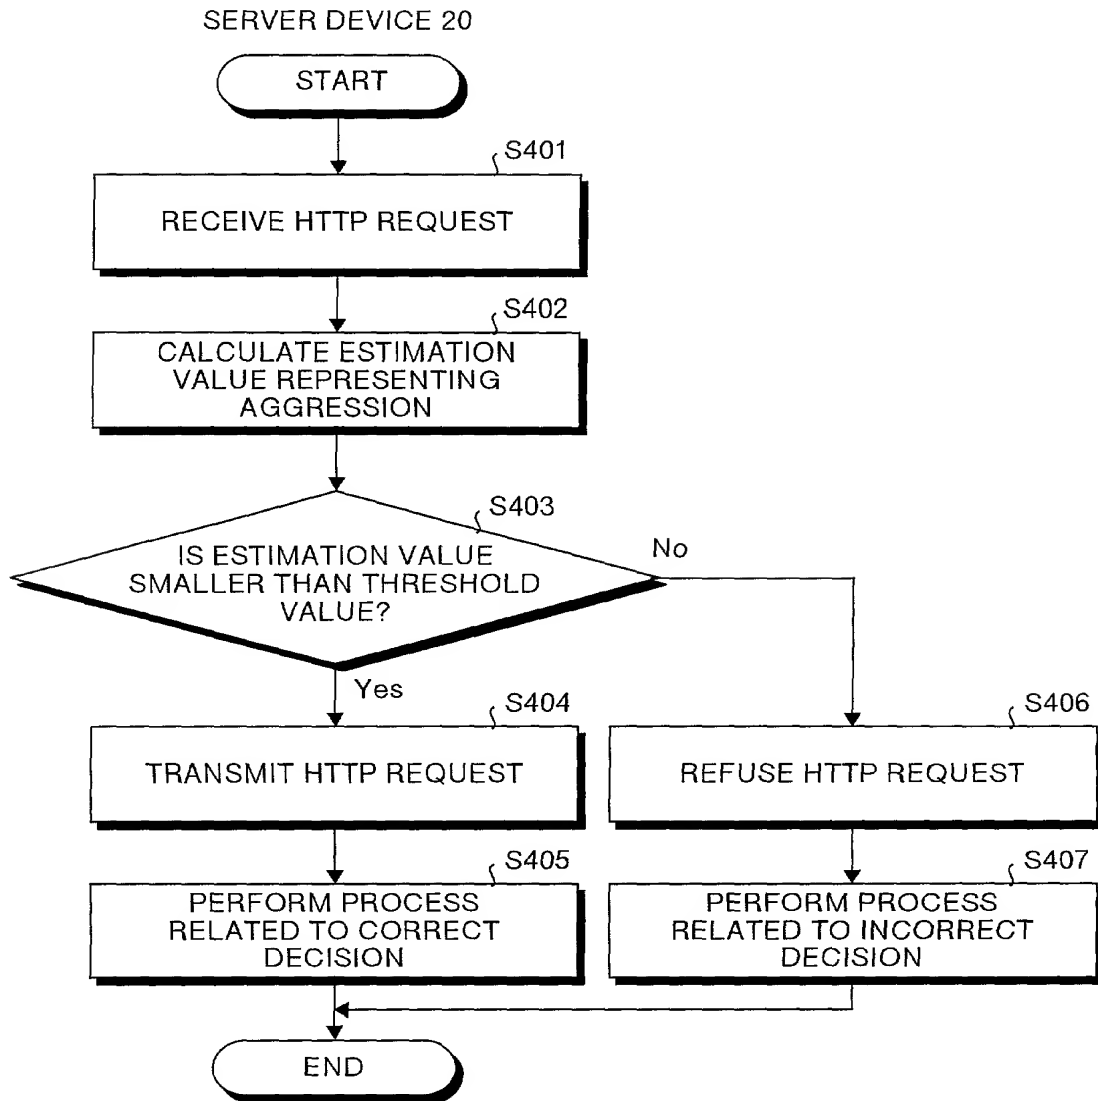 SERVER DEVICE 20
START
S401
RECEIVE HTTP REQUEST
S402
CALCULATE ESTIMATION
VALUE REPRESENTING
AGGRESSION
S403
IS ESTIMATION VALUE
SMALLER THAN THRESHOLD
VALUE?
No
Yes
S404
TRANSMIT HTTP REQUEST
S406
REFUSE HTTP REQUEST
S405
PERFORM PROCESS
RELATED TO CORRECT
DECISION
S407
PERFORM PROCESS
RELATED TO INCORRECT
DECISION
END